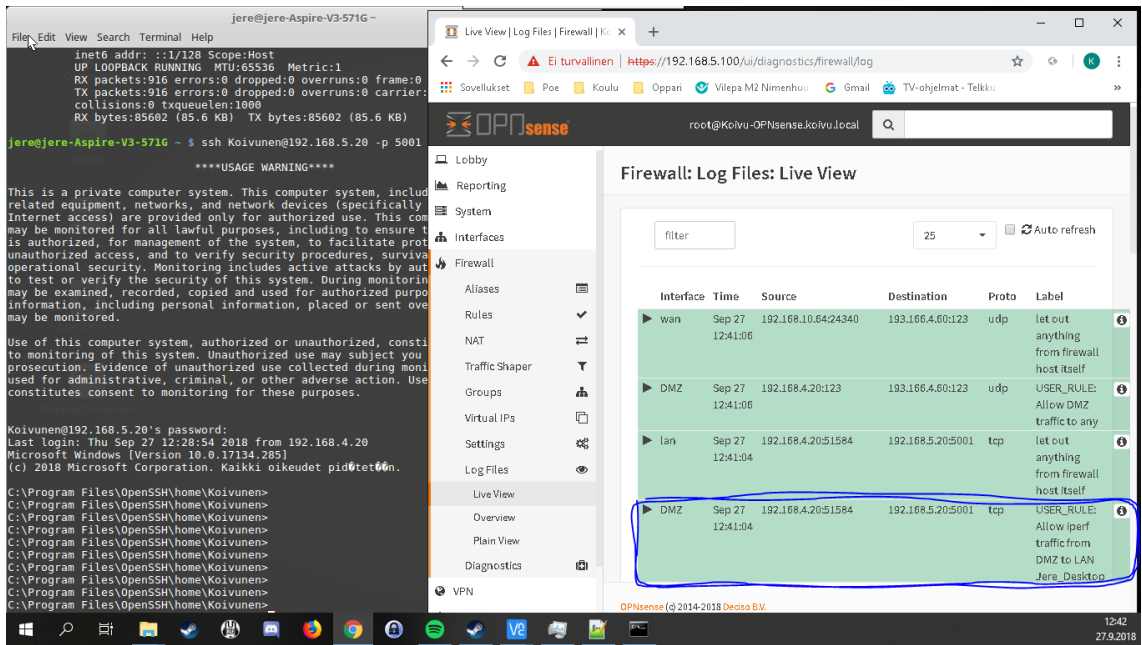 jere@jere-Aspire-V3-571G ~
File Edit View Search Terminal Help
inet6 addr: ::1/128 Scope:Host
UP LOOPBACK RUNNING MTU:65536 Metric:1
RX packets:916 errors:0 dropped:0 overruns:0 frame:0
TX packets:916 errors:0 dropped:0 overruns:0 carrier:
collisions:0 txqueuelen:1000
RX bytes:85602 (85.6 KB) TX bytes:85602 (85.6 KB)
jere@jere-Aspire-V3-571G ~ $ ssh Koivunen@192.168.5.20 -p 5001
****USAGE WARNING****
This is a private computer system. This computer system, includ
related equipment, networks, and network devices (specifically
Internet access) are provided only for authorized use. This com
may be monitored for all lawful purposes, including to ensure t
is authorized, for management of the system, to facilitate prot
unauthorized access, and to verify security procedures, surviva
operational security. Monitoring includes active attacks by aut
to test or verify the security of this system. During monitorin
may be examined, recorded, copied and used for authorized purpo
information, including personal information, placed or sent ove
may be monitored.
Use of this computer system, authorized or unauthorized, consti
to monitoring of this system. Unauthorized use may subject you
prosecution. Evidence of unauthorized use collected during moni
used for administrative, criminal, or other adverse action. Use
constitutes consent to monitoring for these purposes.
Koivunen@192.168.5.20's password:
Last login: Thu Sep 27 12:28:54 2018 from 192.168.4.20
Microsoft Windows [Version 10.0.17134.285]
(c) 2018 Microsoft Corporation. Kaikki oikeudet pid�tet��n.
C:\Program Files\OpenSSH\home\Koivunen>
C:\Program Files\OpenSSH\home\Koivunen>
C:\Program Files\OpenSSH\home\Koivunen>
C:\Program Files\OpenSSH\home\Koivunen>
C:\Program Files\OpenSSH\home\Koivunen>
C:\Program Files\OpenSSH\home\Koivunen>
C:\Program Files\OpenSSH\home\Koivunen>
C:\Program Files\OpenSSH\home\Koivunen>
C:\Program Files\OpenSSH\home\Koivunen>
C:\Program Files\OpenSSH\home\Koivunen>
Live View | Log Files | Firewall | Ko
Ei turvallinen | https://192.168.5.100/ui/diagnostics/firewall/log
K
Sovellukset Poe Koulu Oppari Vilepa M2 Nimenhuu Gmail TV-ohjelmat - Telkku
OPNsense
root@Koivu-OPNsense.koivu.local
Lobby
Reporting
System
Interfaces
Firewall
Aliases
Rules
NAT
Traffic Shaper
Groups
Virtual IPs
Settings
Log Files
Live View
Overview
Plain View
Diagnostics
VPN
Firewall: Log Files: Live View
filter
25
Auto refresh
Interface Time Source Destination Proto Label
wan Sep 27 192.168.10.64:24340 193.166.4.60:123 udp let out
12:41:06 anything
from firewall
host itself
DMZ Sep 27 192.168.4.20:123 193.166.4.60:123 udp USER_RULE:
12:41:06 Allow DMZ
traffic to any
lan Sep 27 192.168.4.20:51584 192.168.5.20:5001 tcp let out
12:41:04 anything
from firewall
host itself
DMZ Sep 27 192.168.4.20:51584 192.168.5.20:5001 tcp USER_RULE:
12:41:04 Allow iperf
traffic from
DMZ to LAN
Jere_Desktop
OPNsense (c) 2014-2018 Deciso B.V.
12:42
27.9.2018